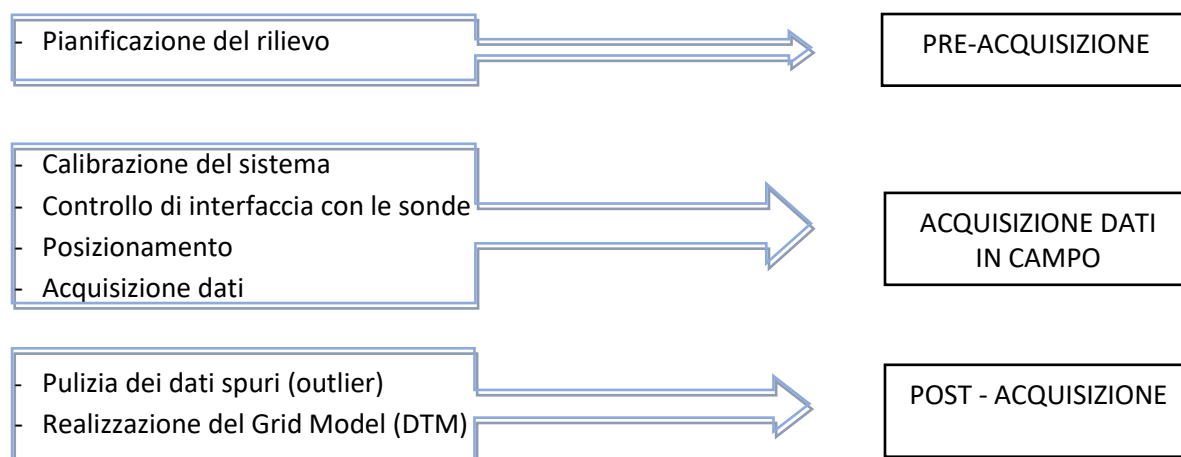 - Pianificazione del rilievo
PRE-ACQUISIZIONE
- Calibrazione del sistema
- Controllo di interfaccia con le sonde
- Posizionamento
- Acquisizione dati
ACQUISIZIONE DATI
IN CAMPO
- Pulizia dei dati spuri (outlier)
- Realizzazione del Grid Model (DTM)
POST - ACQUISIZIONE